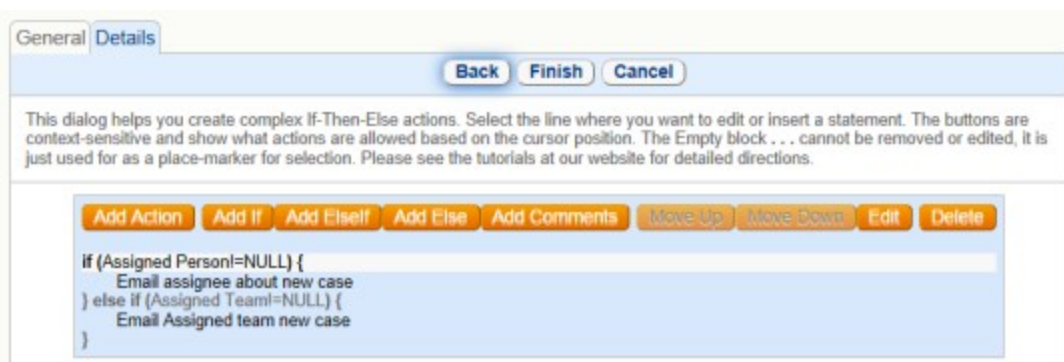 General Details
Back Finish Cancel
This dialog helps you create complex If-Then-Else actions. Select the line where you want to edit or insert a statement. The buttons are
context-sensitive and show what actions are allowed based on the cursor position. The Empty block . . . cannot be removed or edited, it is
just used for as a place-marker for selection. Please see the tutorials at our website for detailed directions.
Add Action Add If Add ElseIf Add Else Add Comments Move Up Move Down Edit Delete
if (Assigned Person!=NULL) {
Email assignee about new case
} else if (Assigned Team!=NULL) {
Email Assigned team new case
}